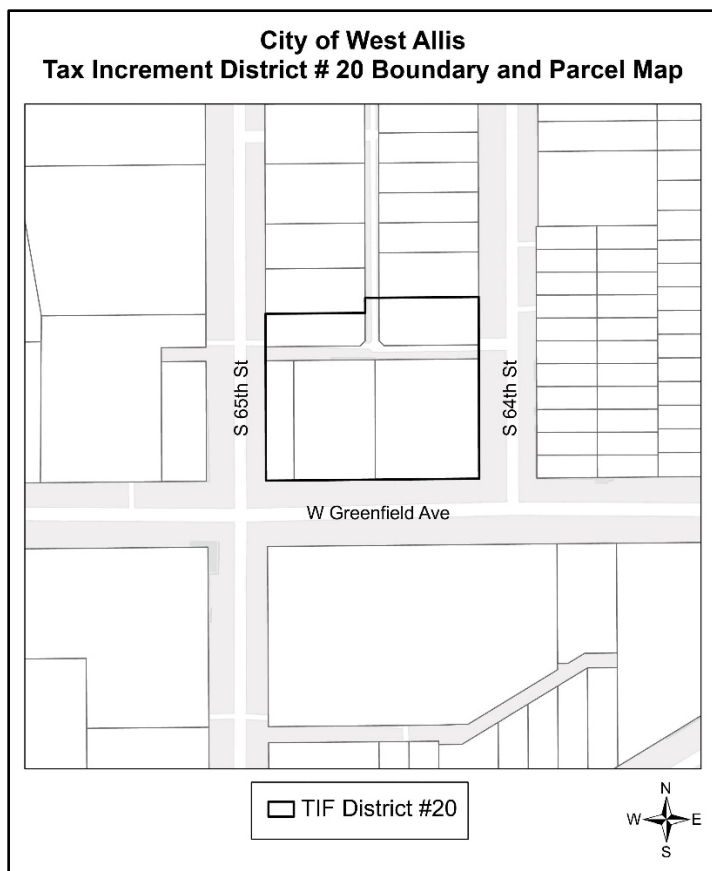 City of West Allis
Tax Increment District # 20 Boundary and Parcel Map
S 65th St
S 64th St
W Greenfield Ave
TIF District #20
N
W E
S